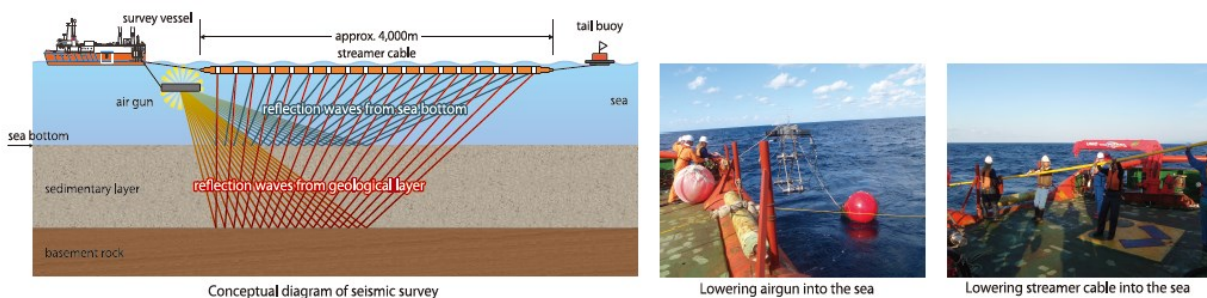 survey vessel
approx. 4,000m
streamer cable
tail buoy
air gun
reflection waves from sea bottom
sea
sea bottom
reflection waves from geological layer
sedimentary layer
basement rock
Conceptual diagram of seismic survey
Lowering airgun into the sea
Lowering streamer cable into the sea